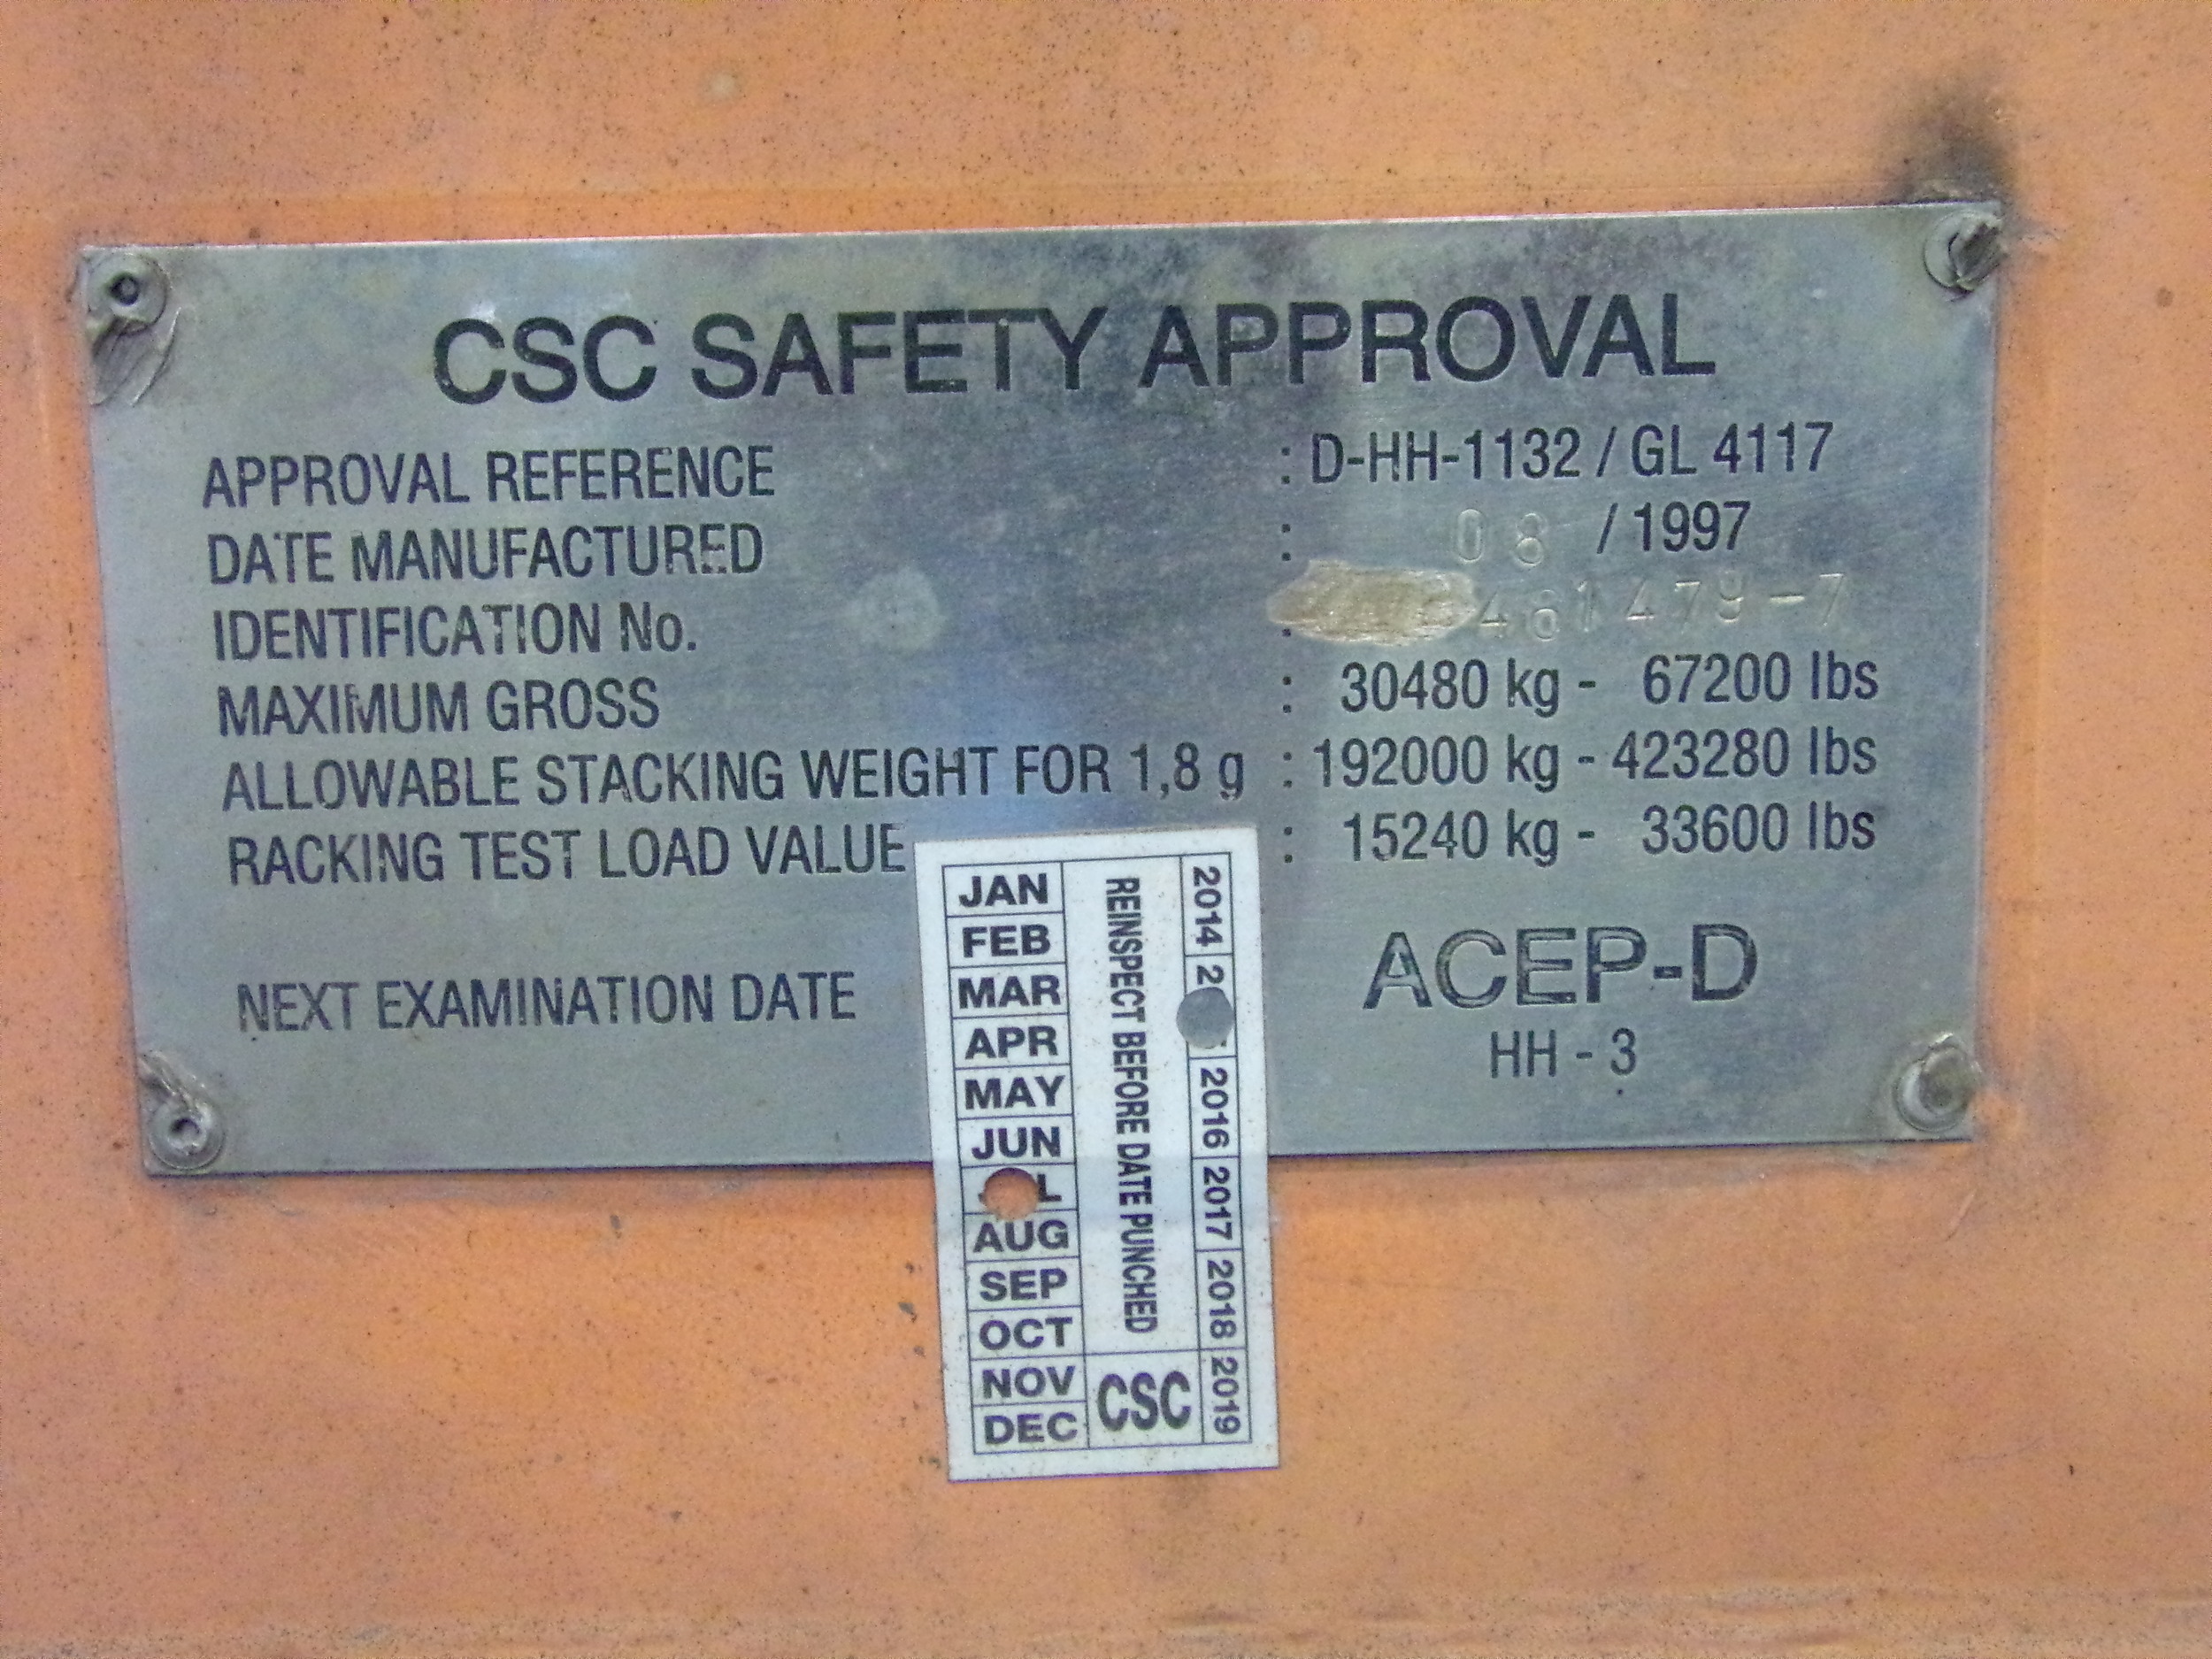 CSC SAFETY APPROVAL
APPROVAL REFERENCE : D-HH-1132 / GL 4117
DATE MANUFACTURED : 08 / 1997
IDENTIFICATION No. : 461479-7
MAXIMUM GROSS : 30480 kg - 67200 lbs
ALLOWABLE STACKING WEIGHT FOR 1,8 g : 192000 kg - 423280 lbs
RACKING TEST LOAD VALUE : 15240 kg - 33600 lbs
NEXT EXAMINATION DATE
ACEP-D
HH - 3
JAN
FEB
MAR
APR
MAY
JUN
AUG
SEP
OCT
NOV
DEC
REINSPECT BEFORE DATE PUNCHED
CSC
2014 2016 2017 2018 2019